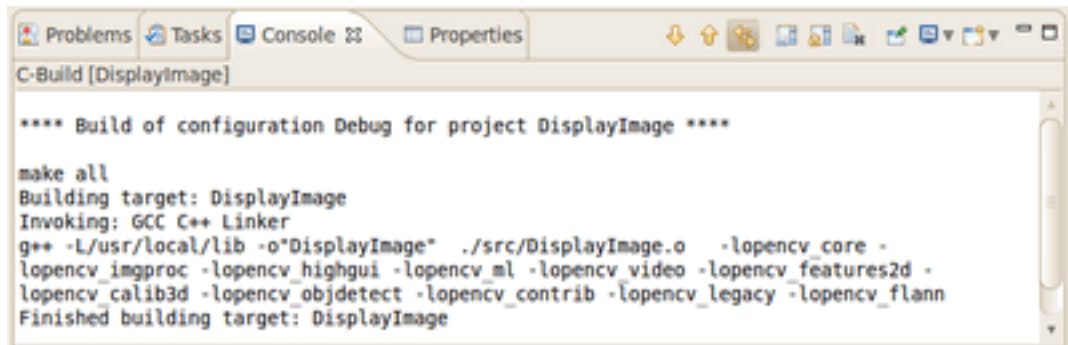 Problems Tasks Console Properties
C-Build [DisplayImage]
**** Build of configuration Debug for project DisplayImage ****
make all
Building target: DisplayImage
Invoking: GCC C++ Linker
g++ -L/usr/local/lib -o"DisplayImage" ./src/DisplayImage.o -lopencv_core -
lopencv_imgproc -lopencv_highgui -lopencv_ml -lopencv_video -lopencv_features2d -
lopencv_calib3d -lopencv_objdetect -lopencv_contrib -lopencv_legacy -lopencv_flann
Finished building target: DisplayImage